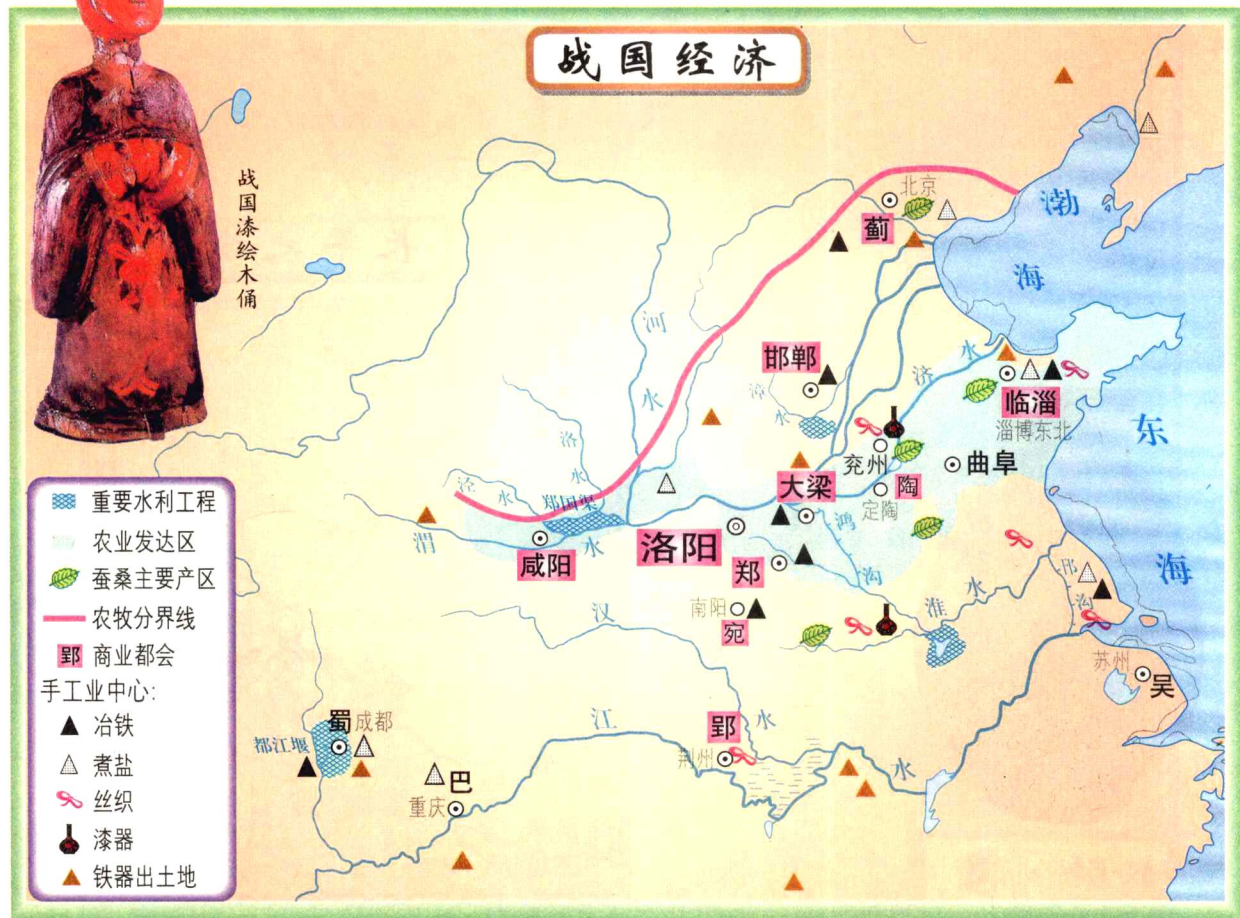 战国经济
战国漆绘木俑
北京
蓟
渤
海
河
水
邯郸
漳
水
济
水
临淄
淄博东北
东
海
兖州
曲阜
陶
定陶
洛
水
泾
水
郑国渠
渭
水
咸阳
洛阳
大梁
鸿
沟
郑
南阳
宛
淮
水
邗
沟
汉
水
苏州
吴
郢
荆州
江
水
蜀
成都
都江堰
巴
重庆
重要水利工程
农业发达区
蚕桑主要产区
农牧分界线
郢 商业都会
手工业中心:
冶铁
煮盐
丝织
漆器
铁器出土地